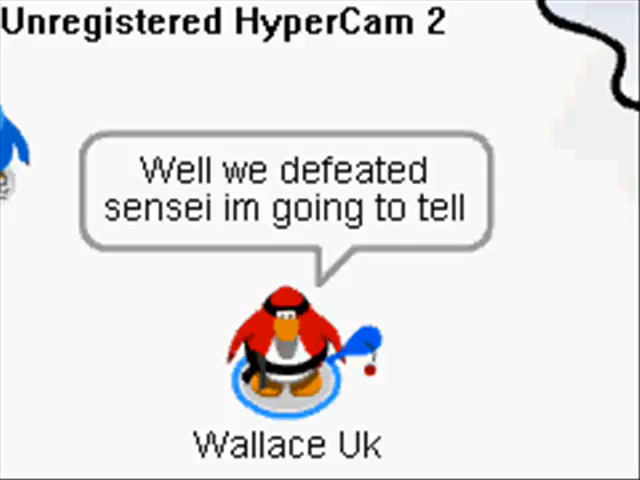 Unregistered HyperCam 2
Well we defeated
sensei im going to tell
Wallace Uk